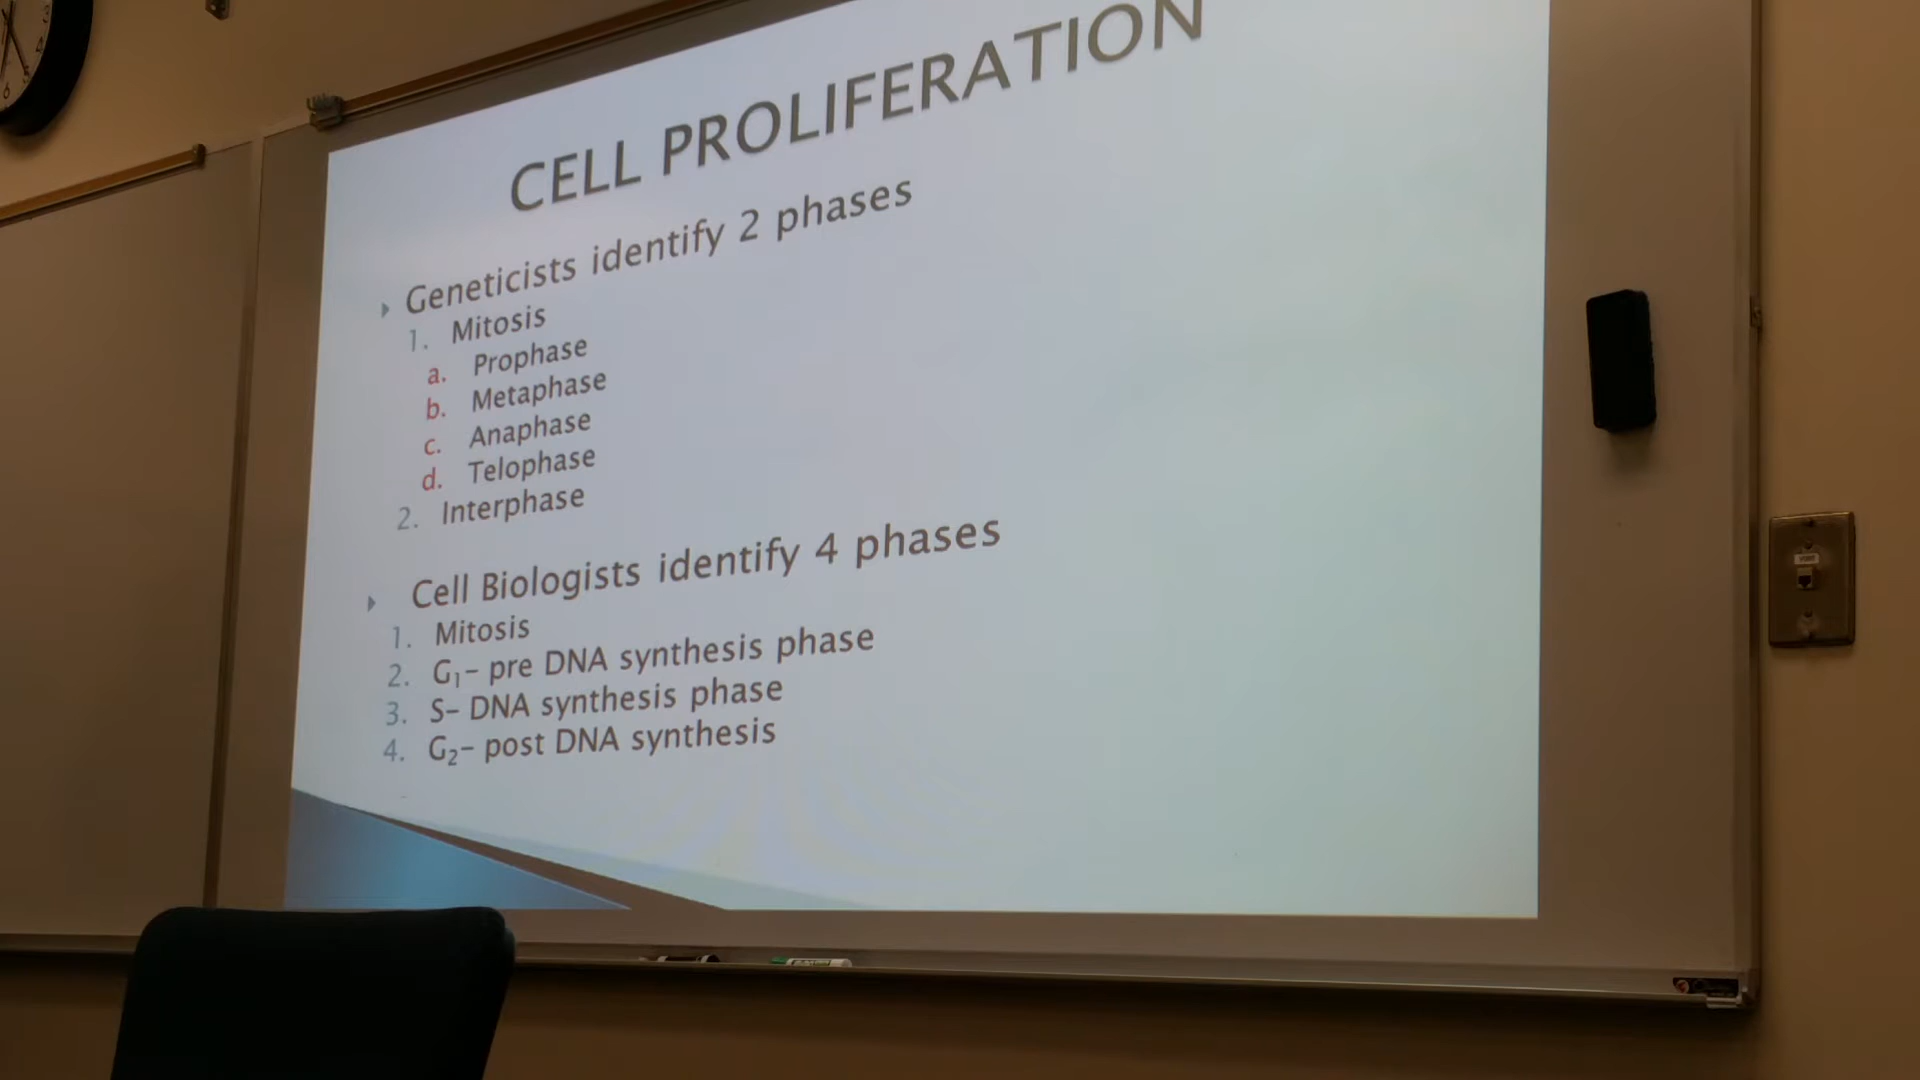 CELL PROLIFERATION
Geneticists identify 2 phases
1. Mitosis
a. Prophase
b. Metaphase
c. Anaphase
d. Telophase
2. Interphase
Cell Biologists identify 4 phases
1. Mitosis
2. G₁– pre DNA synthesis phase
3. S– DNA synthesis phase
4. G₂– post DNA synthesis